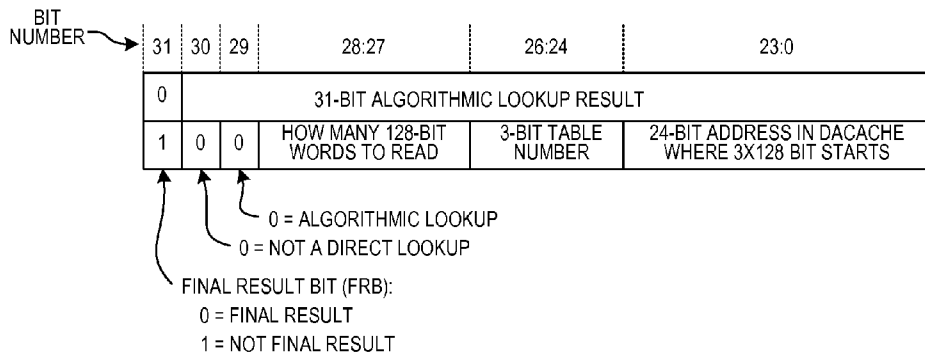 BIT
NUMBER
31 30 29 28:27 26:24 23:0
0 31-BIT ALGORITHMIC LOOKUP RESULT
1 0 0 HOW MANY 128-BIT WORDS TO READ 3-BIT TABLE NUMBER 24-BIT ADDRESS IN DACACHE WHERE 3X128 BIT STARTS
0 = ALGORITHMIC LOOKUP
0 = NOT A DIRECT LOOKUP
FINAL RESULT BIT (FRB):
0 = FINAL RESULT
1 = NOT FINAL RESULT